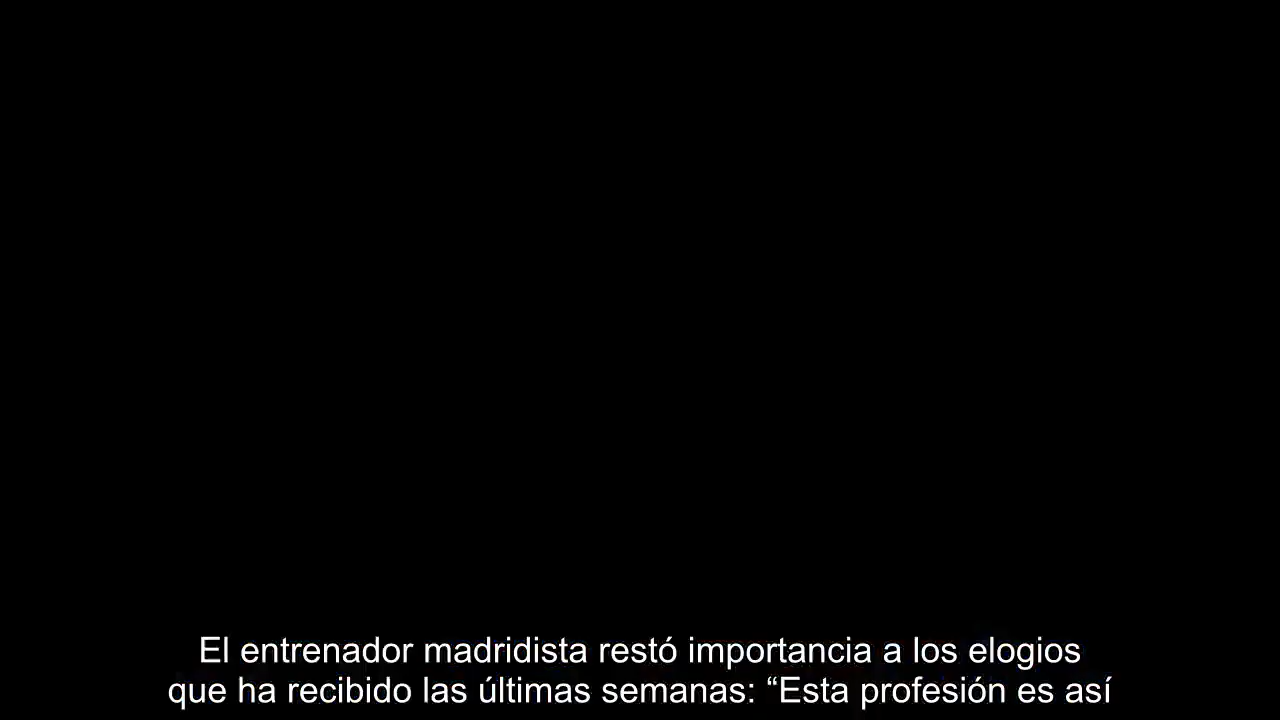 El entrenador madridista restó importancia a los elogios
que ha recibido las últimas semanas: “Esta profesión es así